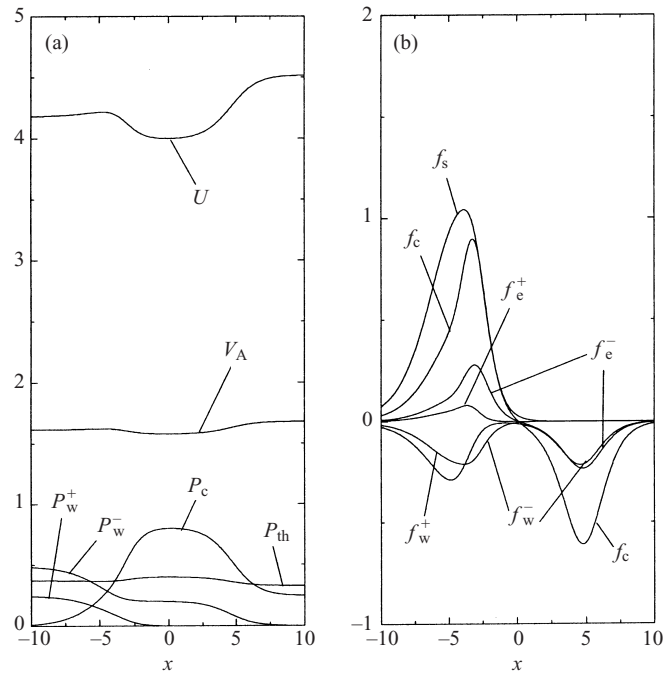 (a)
5
4
3
2
1
0
U
V_A
P_w^+
P_w^-
P_c
P_th
−10 −5 0 5 10
x
(b)
2
1
0
−1
f_s
f_c
f_e^+
f_e^-
f_w^+
f_w^-
f_c
−10 −5 0 5 10
x